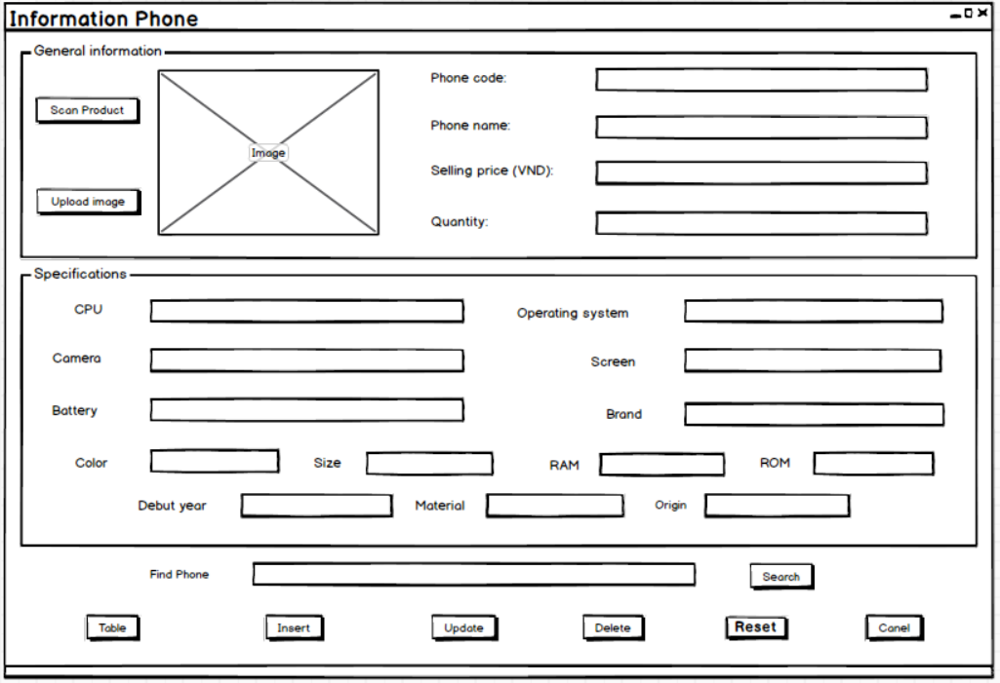 Information Phone
General information
Scan Product
Upload image
Image
Phone code:
Phone name:
Selling price (VND):
Quantity:
Specifications
CPU
Operating system
Camera
Screen
Battery
Brand
Color
Size
RAM
ROM
Debut year
Material
Origin
Find Phone
Search
Table
Insert
Update
Delete
Reset
Canel